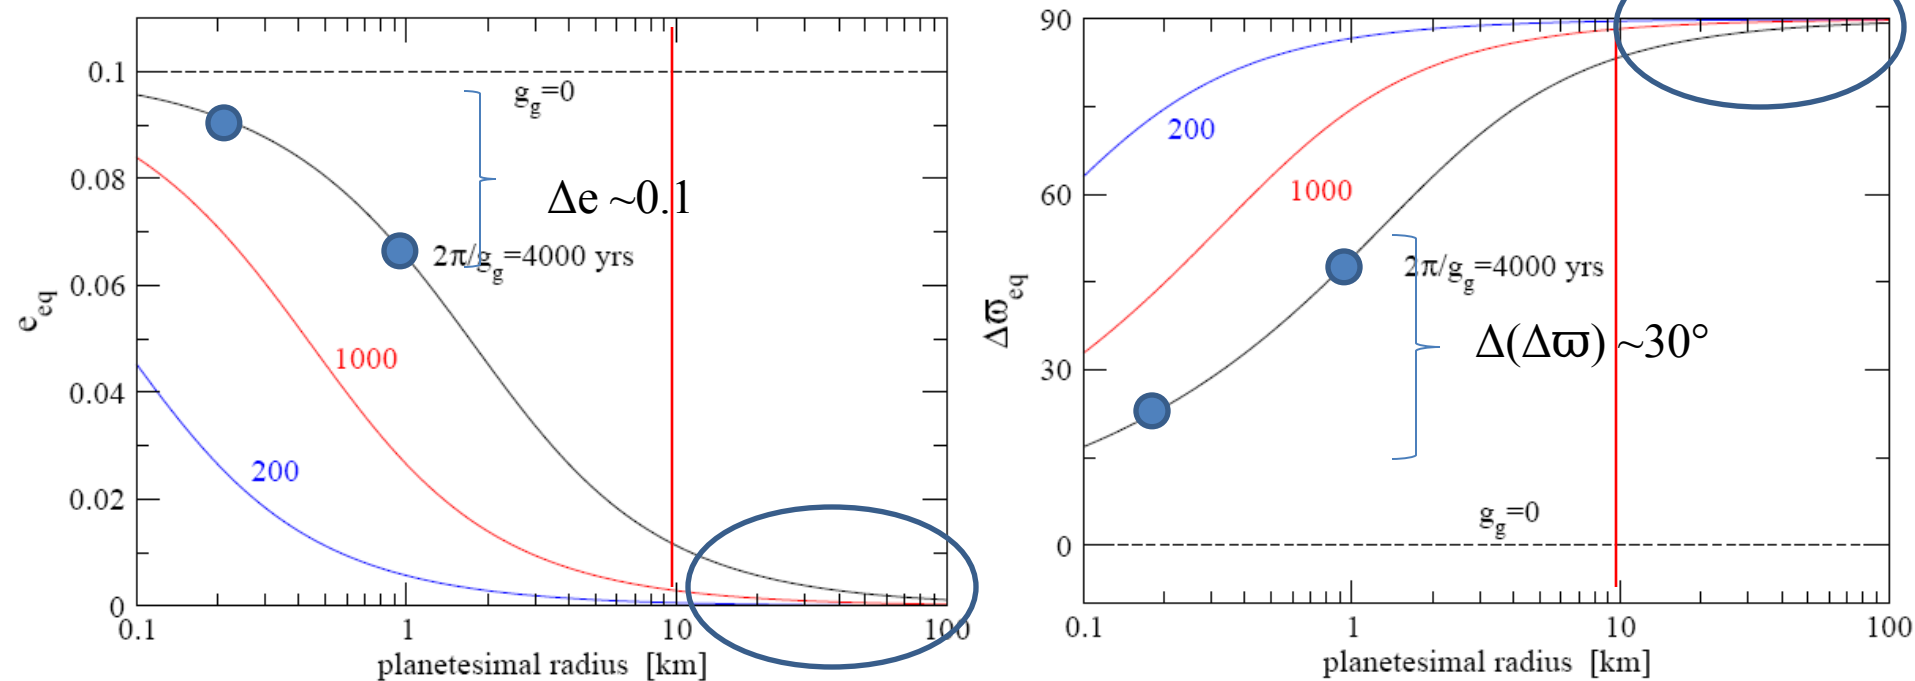 0.1
0.08
0.06
0.04
0.02
0
e_eq
g_g=0
Δe ~0.1
2π/g_g=4000 yrs
1000
200
0.1
1
10
100
planetesimal radius [km]
90
60
30
0
Δϖ_eq
200
1000
2π/g_g=4000 yrs
Δ(Δϖ) ~30°
g_g=0
0.1
1
10
100
planetesimal radius [km]